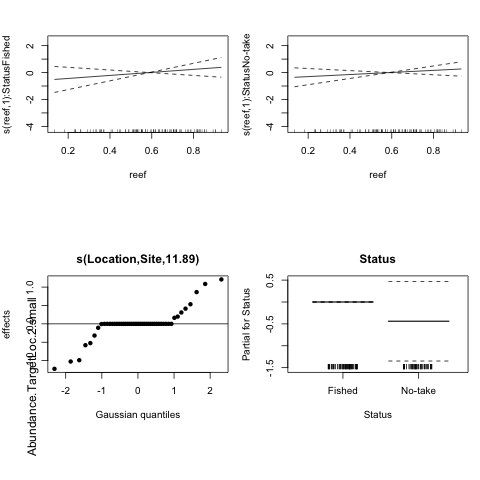 s(reef,1):StatusFished
2
0
-2
-4
0.2 0.4 0.6 0.8
reef
s(reef,1):StatusNo-take
2
0
-2
-4
0.2 0.4 0.6 0.8
reef
s(Location,Site,11.89)
effects
1.0
Abundance.TargetLoc.2.small
-2 -1 0 1 2
Gaussian quantiles
Status
Partial for Status
0.5
-0.5
-1.5
Fished No-take
Status